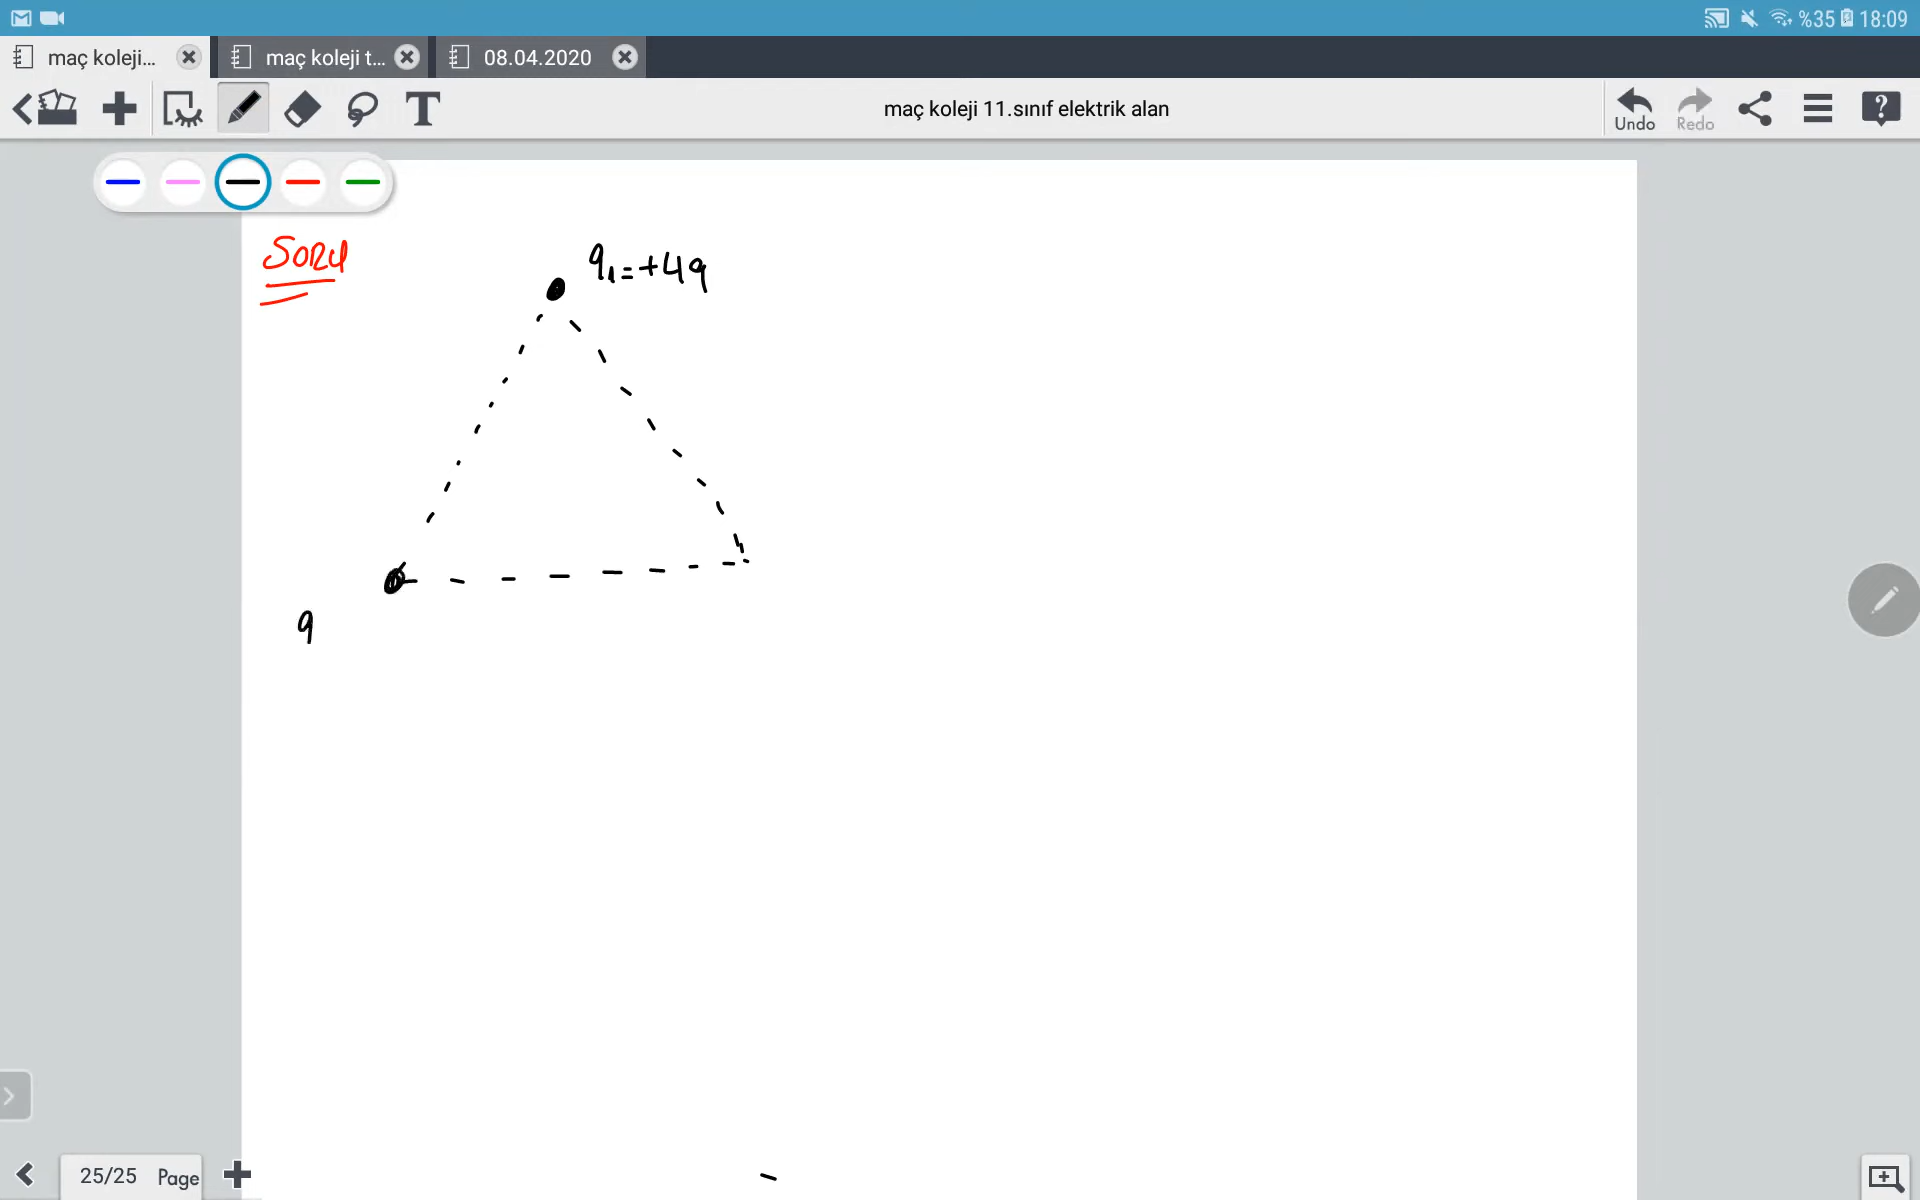 %35 18:09
maç koleji... maç koleji t... 08.04.2020
T maç koleji 11.sınıf elektrik alan Undo Redo ?
SORU
q₁=+4q
q
25/25 Page